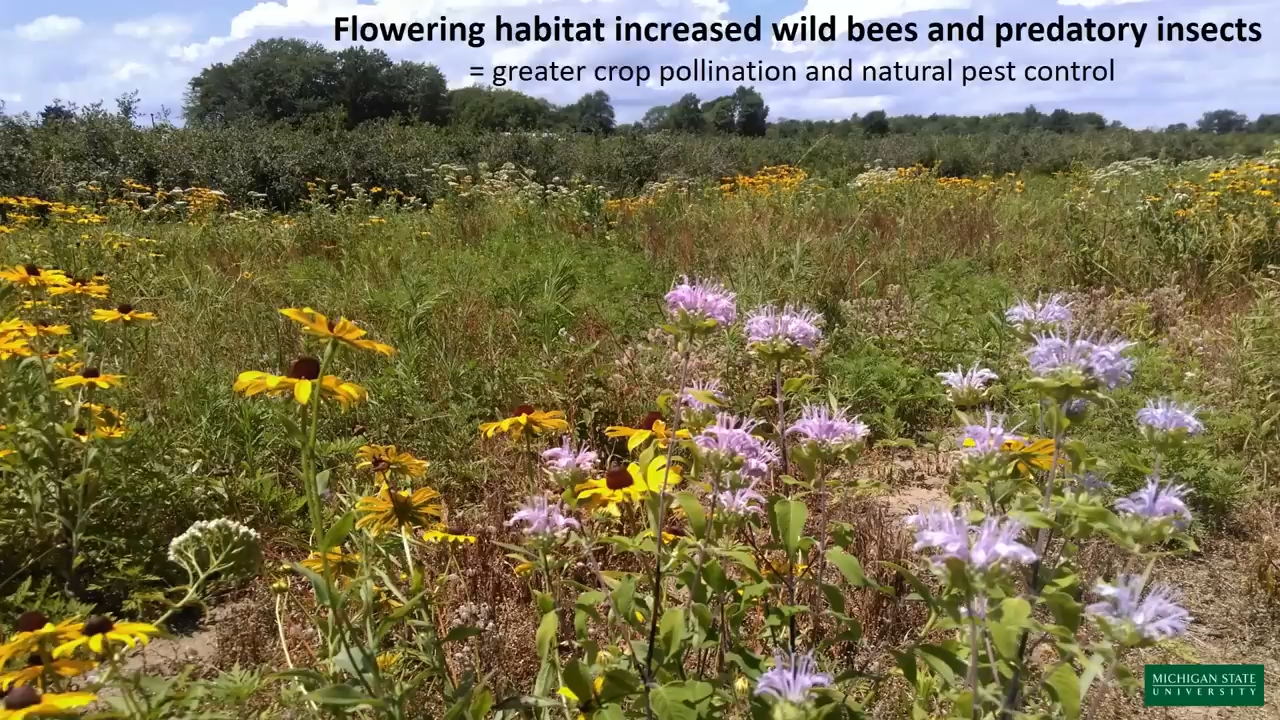 Flowering habitat increased wild bees and predatory insects
= greater crop pollination and natural pest control
MICHIGAN STATE
UNIVERSITY